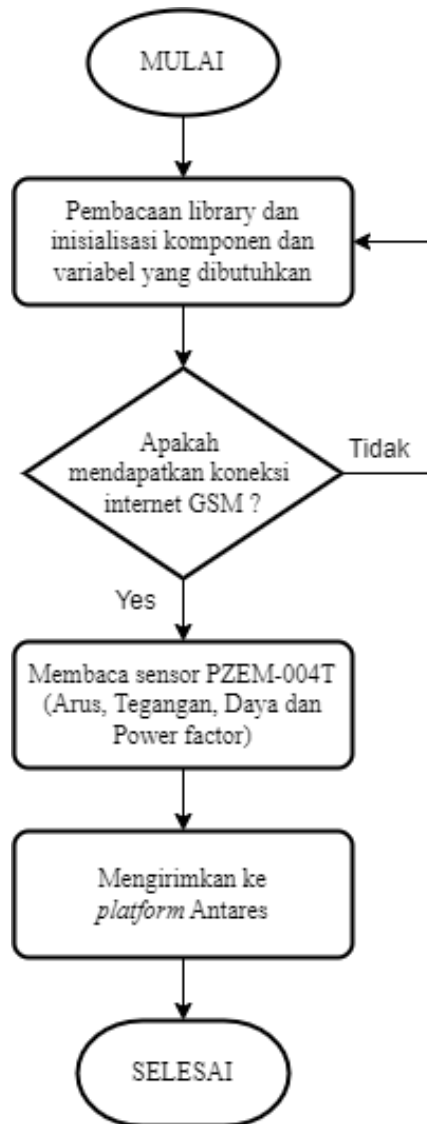 MULAI
Pembacaan library dan
inisialisasi komponen dan
variabel yang dibutuhkan
Apakah
mendapatkan koneksi
internet GSM ?
Tidak
Yes
Membaca sensor PZEM-004T
(Arus, Tegangan, Daya dan
Power factor)
Mengirimkan ke
platform Antares
SELESAI